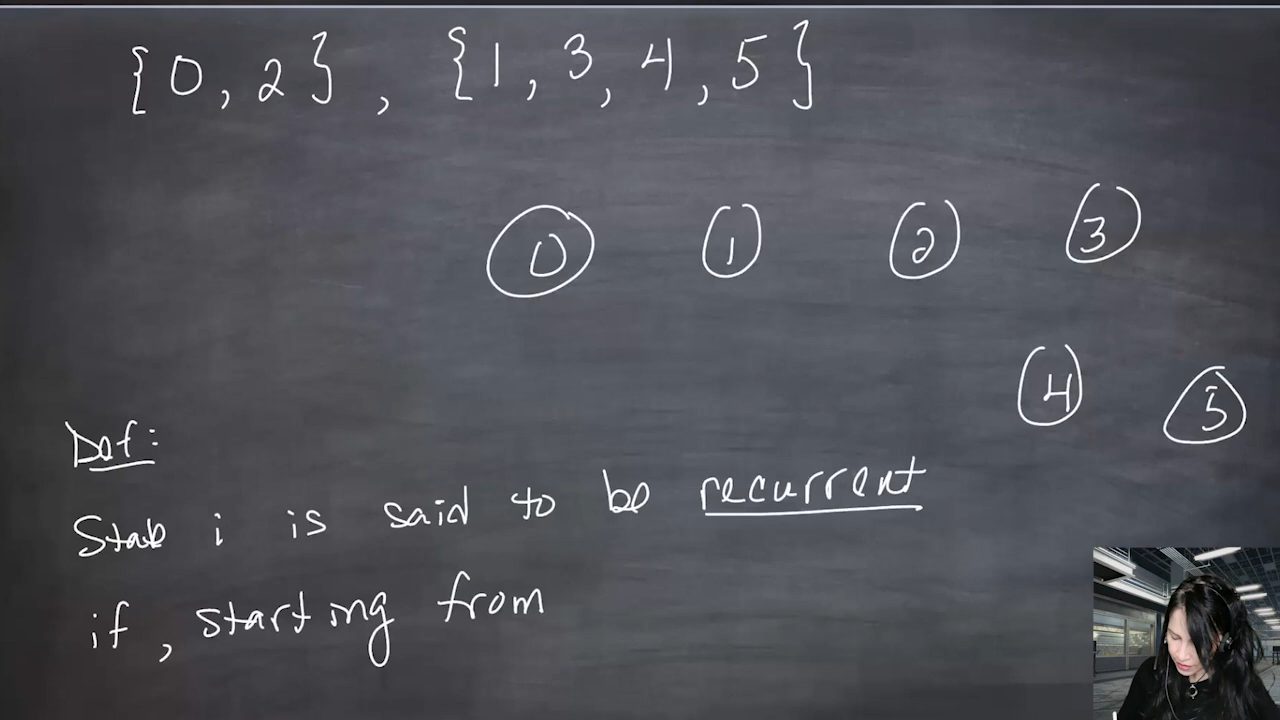 {0, 2}, {1, 3, 4, 5}
0 1 2 3
4 5
Def:
State i is said to be recurrent
if, starting from